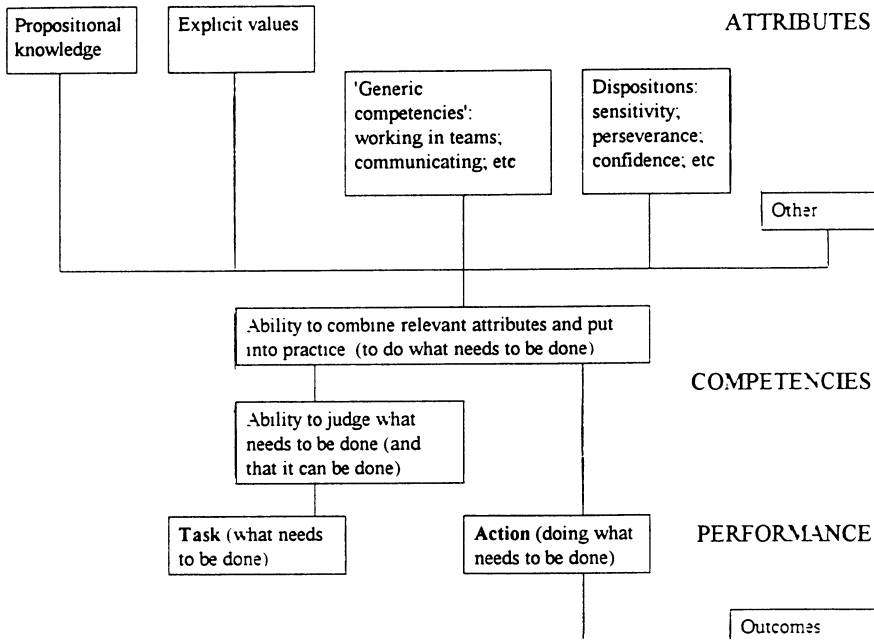 Propositional
knowledge
Explicit values
ATTRIBUTES
'Generic
competencies':
working in teams;
communicating; etc
Dispositions:
sensitivity;
perseverance;
confidence; etc
Other
Ability to combine relevant attributes and put
into practice (to do what needs to be done)
COMPETENCIES
Ability to judge what
needs to be done (and
that it can be done)
Task (what needs
to be done)
Action (doing what
needs to be done)
PERFORMANCE
Outcomes